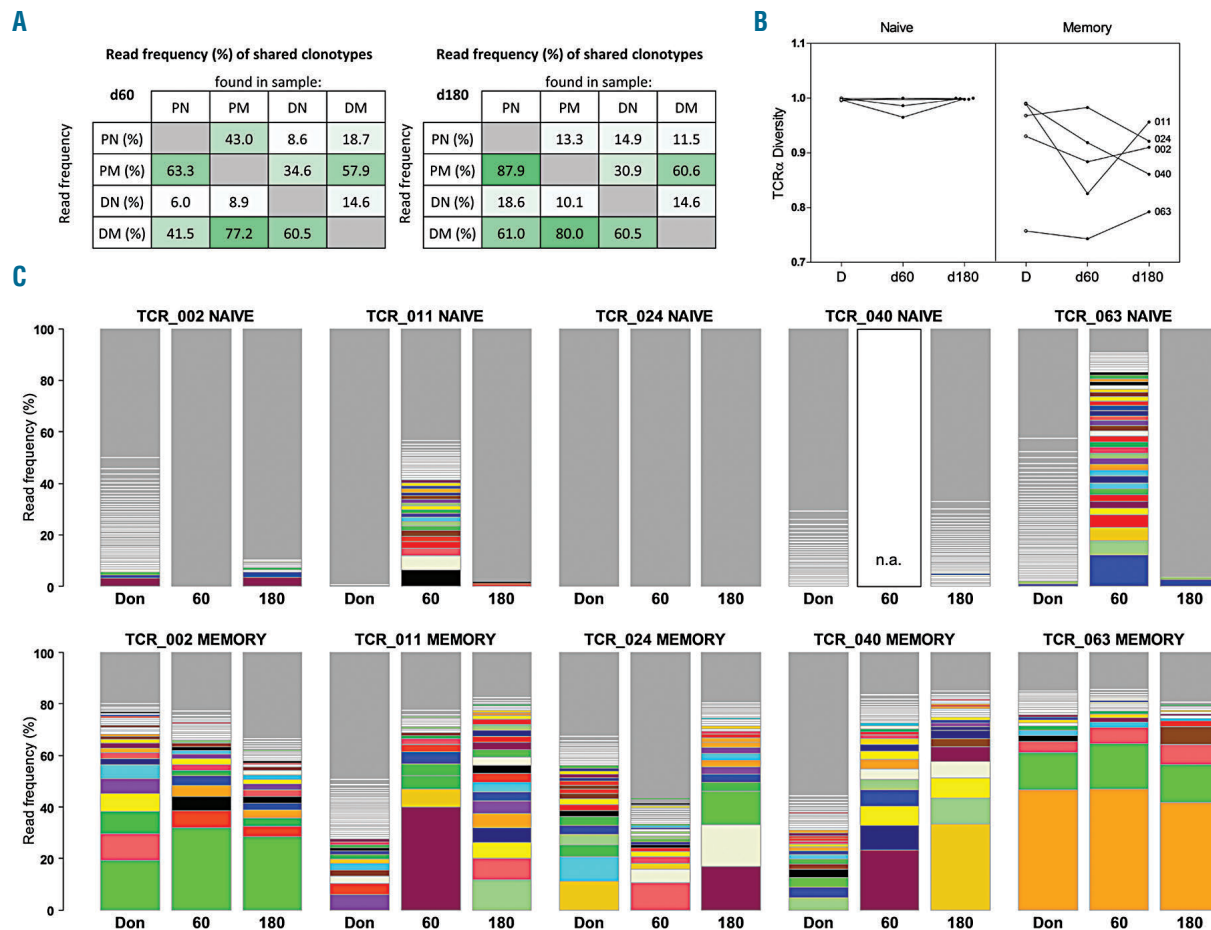 A
Read frequency (%) of shared clonotypes
found in sample:
d60
PN PM DN DM
Read frequency
PN (%) 43.0 8.6 18.7
PM (%) 63.3 34.6 57.9
DN (%) 6.0 8.9 14.6
DM (%) 41.5 77.2 60.5
Read frequency (%) of shared clonotypes
found in sample:
d180
PN PM DN DM
Read frequency
PN (%) 13.3 14.9 11.5
PM (%) 87.9 30.9 60.6
DN (%) 18.6 10.1 14.6
DM (%) 61.0 80.0 60.5
B
Naive Memory
TCRα Diversity
1.1
1.0
0.9
0.8
0.7
011
024
002
040
063
D d60 d180 D d60 d180
C
TCR_002 NAIVE TCR_011 NAIVE TCR_024 NAIVE TCR_040 NAIVE TCR_063 NAIVE
Read frequency (%)
100
80
60
40
20
0
n.a.
Don 60 180 Don 60 180 Don 60 180 Don 60 180 Don 60 180
TCR_002 MEMORY TCR_011 MEMORY TCR_024 MEMORY TCR_040 MEMORY TCR_063 MEMORY
Read frequency (%)
100
80
60
40
20
0
Don 60 180 Don 60 180 Don 60 180 Don 60 180 Don 60 180